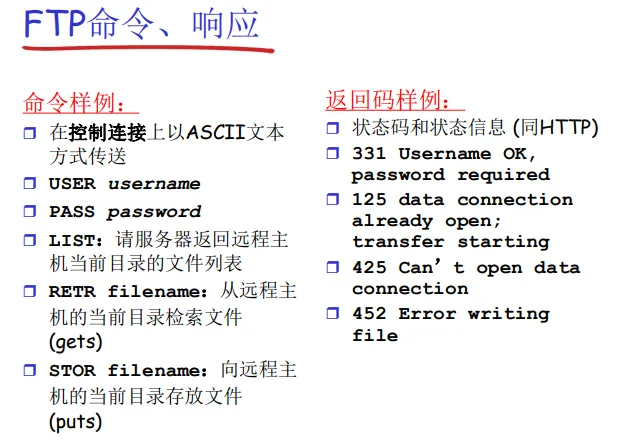 FTP命令、响应
命令样例：
在控制连接上以ASCII文本
方式传送
USER username
PASS password
LIST：请服务器返回远程主
机当前目录的文件列表
RETR filename：从远程主
机的当前目录检索文件
(gets)
STOR filename：向远程主
机的当前目录存放文件
(puts)
返回码样例：
状态码和状态信息 (同HTTP)
331 Username OK,
password required
125 data connection
already open;
transfer starting
425 Can’t open data
connection
452 Error writing
file